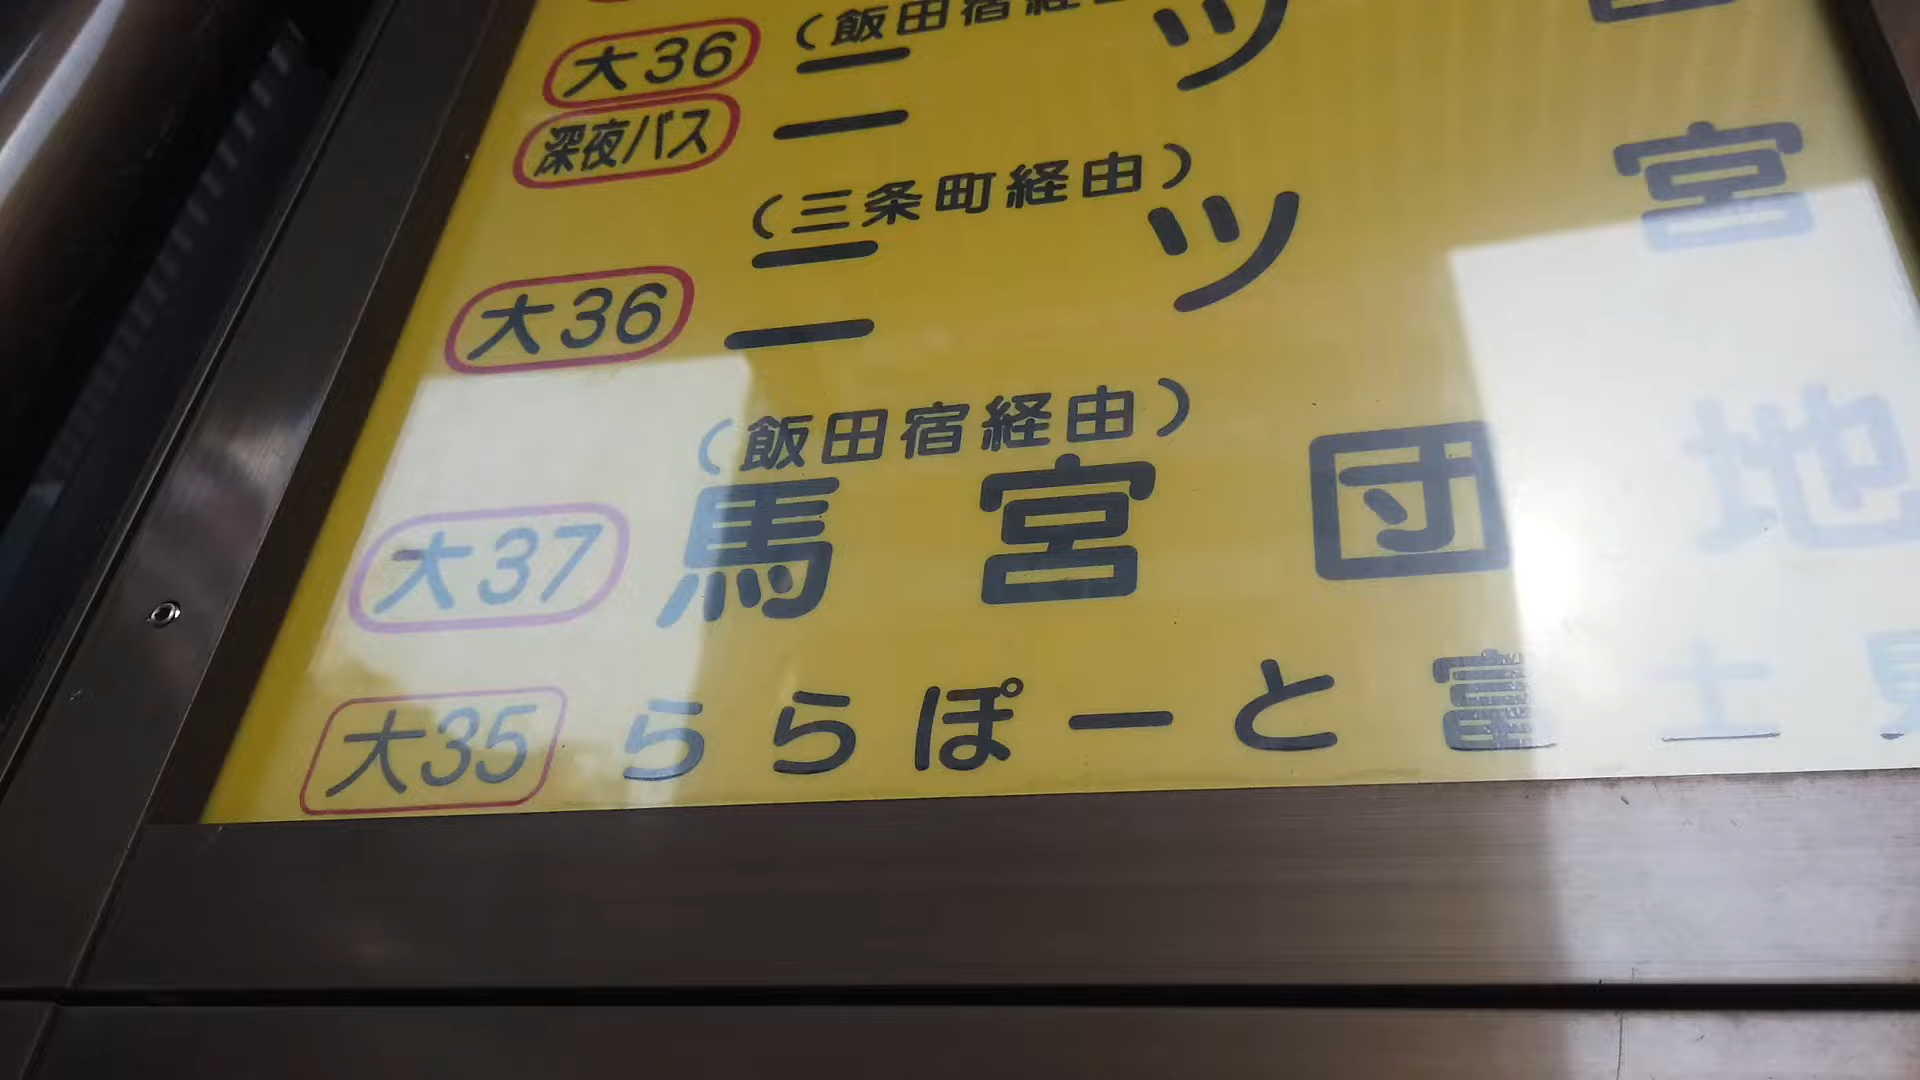 (飯田宿経
大36 二ツ宮
深夜バス
(三条町経由)
大36 二ツ宮
(飯田宿経由)
大37 馬宮団地
大35 ららぽーと富士見